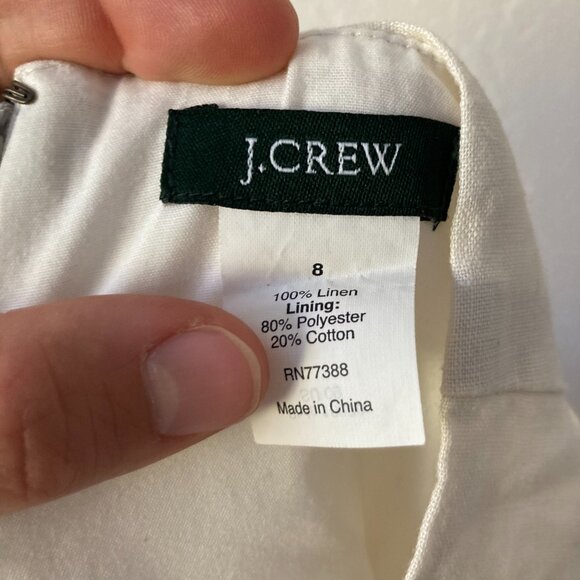 J.CREW
8
100% Linen
Lining:
80% Polyester
20% Cotton
RN77388
Made in China